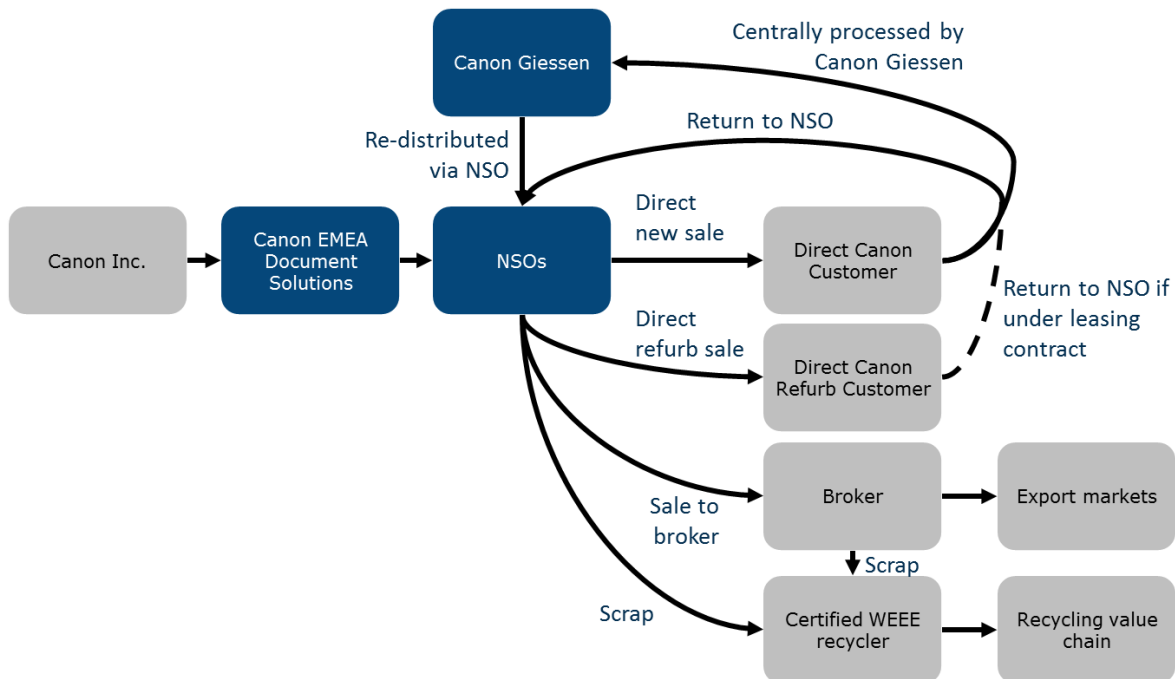 Centrally processed by
Canon Giessen
Canon Giessen
Re-distributed
via NSO
Return to NSO
Canon Inc.
Canon EMEA
Document
Solutions
NSOs
Direct
new sale
Direct Canon
Customer
Return to NSO if
under leasing
contract
Direct
refurb sale
Direct Canon
Refurb Customer
Sale to
broker
Broker
Export markets
Scrap
Scrap
Certified WEEE
recycler
Recycling value
chain